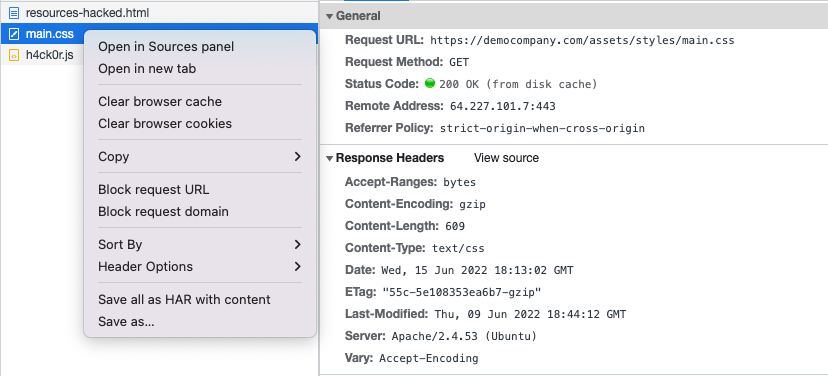 resources-hacked.html
main.css
h4ck0r.js
Open in Sources panel
Open in new tab
Clear browser cache
Clear browser cookies
Copy
Block request URL
Block request domain
Sort By
Header Options
Save all as HAR with content
Save as...
General
Request URL: https://democompany.com/assets/styles/main.css
Request Method: GET
Status Code: 200 OK (from disk cache)
Remote Address: 64.227.101.7:443
Referrer Policy: strict-origin-when-cross-origin
Response Headers View source
Accept-Ranges: bytes
Content-Encoding: gzip
Content-Length: 609
Content-Type: text/css
Date: Wed, 15 Jun 2022 18:13:02 GMT
ETag: "55c-5e108353ea6b7-gzip"
Last-Modified: Thu, 09 Jun 2022 18:44:12 GMT
Server: Apache/2.4.53 (Ubuntu)
Vary: Accept-Encoding